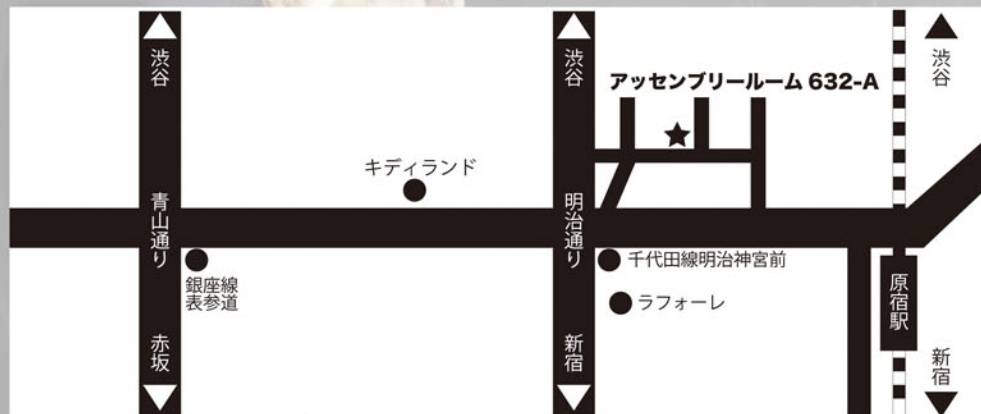 渋谷
渋谷
渋谷
アッセンブリールーム 632-A
キディランド
青山通り
明治通り
銀座線
表参道
千代田線明治神宮前
ラフォーレ
原宿駅
赤坂
新宿
新宿